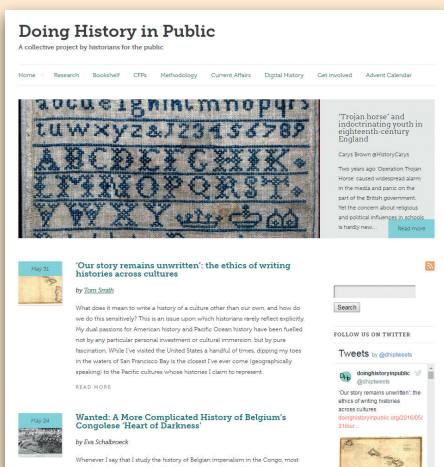 Doing History in Public
A collective project by historians for the public
Home Research Bookshelf CFPs Methodology Current Affairs Digital History Get involved Advent Calendar
a b c d e f g h i k l m n o p q r s
t u w x y z & 1 2 3 4 5 6 7 8 9
A B C D E F G H I K
'Trojan horse' and
indoctrinating youth in
eighteenth-century
England
Carys Brown @HistoryCarys
Two years ago 'Operation Trojan
Horse' caused widespread alarm
in the media and panic on the
part of the British government.
Yet the concern about religious
and political influences in schools
is hardly new...
Read more
May 31
'Our story remains unwritten': the ethics of writing
histories across cultures
by Tom Smith
What does it mean to write a history of a culture other than our own, and how do
we do this sensitively? This is an issue upon which historians rarely reflect explicitly.
My dual passions for American history and Pacific Ocean history have been fuelled
not by any particular personal investment or cultural immersion, but by pure
fascination. While I've visited the United States a handful of times, dipping my toes
in the waters of San Francisco Bay is the closest I've ever come (geographically
speaking) to the Pacific cultures whose histories I claim to represent.
READ MORE
Search
FOLLOW US ON TWITTER
Tweets by @dhiptweets
doinghistoryinpublic
@dhiptweets
'Our story remains unwritten': the
ethics of writing histories
across cultures
doinghistoryinpublic.org/2016/05/
31/our…
May 24
Wanted: A More Complicated History of Belgium's
Congolese 'Heart of Darkness'
by Eva Schalbroeck
Whenever I say that I study the history of Belgian imperialism in the Congo, most